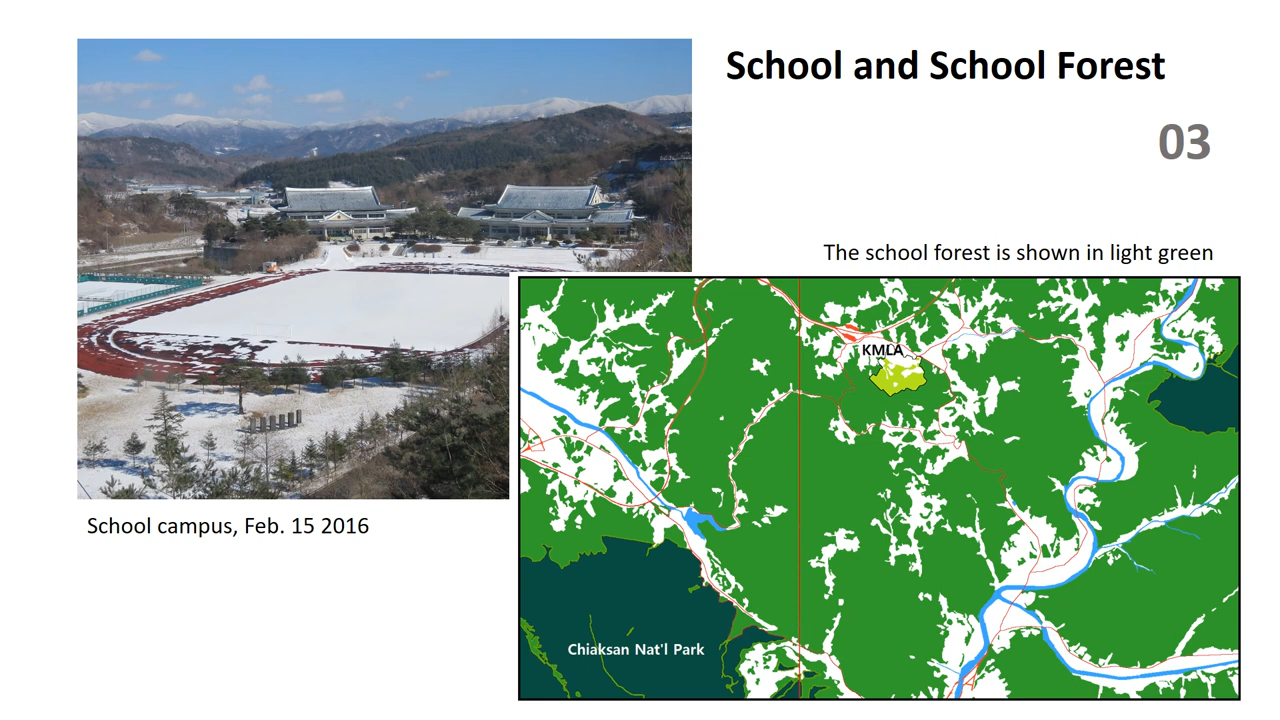 School and School Forest
03
The school forest is shown in light green
KMLA
School campus, Feb. 15 2016
Chiaksan Nat'l Park